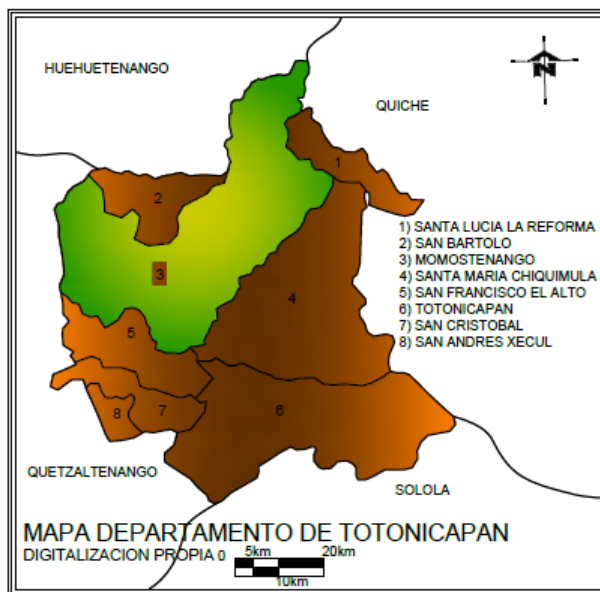 HUEHUETENANGO
N
QUICHE
1
2
1) SANTA LUCIA LA REFORMA
2) SAN BARTOLO
3) MOMOSTENANGO
4) SANTA MARIA CHIQUIMULA
5) SAN FRANCISCO EL ALTO
6) TOTONICAPAN
7) SAN CRISTOBAL
8) SAN ANDRES XECUL
3
4
5
8
7
6
QUETZALTENANGO
SOLOLA
MAPA DEPARTAMENTO DE TOTONICAPAN
DIGITALIZACION PROPIA 0 5km 20km
10km